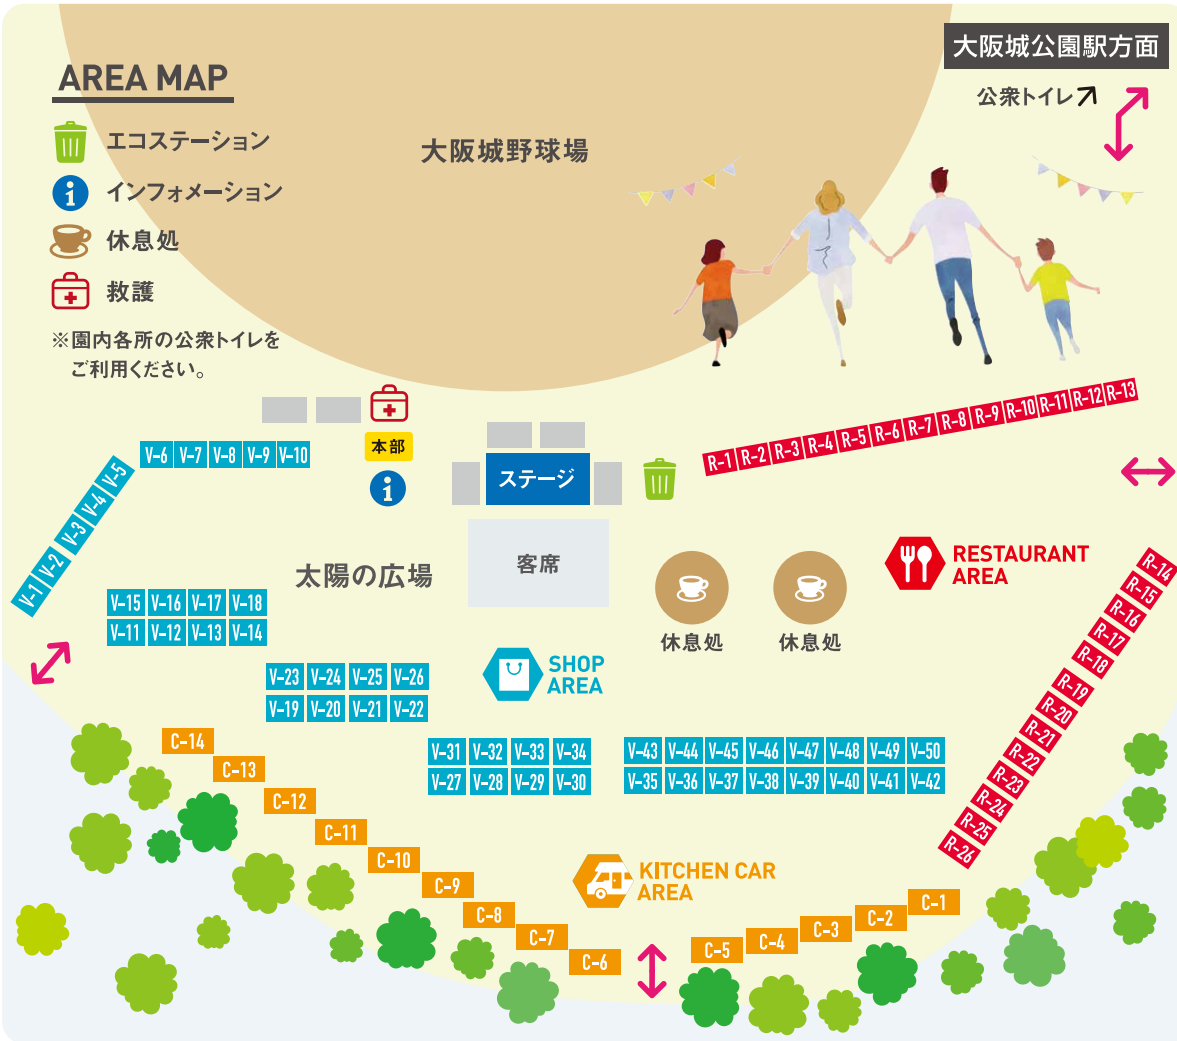 AREA MAP
エコステーション
インフォメーション
休息処
救護
※園内各所の公衆トイレを
ご利用ください。
大阪城野球場
大阪城公園駅方面
公衆トイレ
本部
ステージ
客席
太陽の広場
休息処
休息処
RESTAURANT
AREA
SHOP
AREA
KITCHEN CAR
AREA
V-1
V-2
V-3
V-4
V-5
V-6 V-7 V-8 V-9 V-10
V-15 V-16 V-17 V-18
V-11 V-12 V-13 V-14
V-23 V-24 V-25 V-26
V-19 V-20 V-21 V-22
V-31 V-32 V-33 V-34
V-27 V-28 V-29 V-30
V-43 V-44 V-45 V-46 V-47 V-48 V-49 V-50
V-35 V-36 V-37 V-38 V-39 V-40 V-41 V-42
R-1 R-2 R-3 R-4 R-5 R-6 R-7 R-8 R-9 R-10 R-11 R-12 R-13
R-14
R-15
R-16
R-17
R-18
R-19
R-20
R-21
R-22
R-23
R-24
R-25
R-26
C-14
C-13
C-12
C-11
C-10
C-9
C-8
C-7
C-6
C-5
C-4
C-3
C-2
C-1